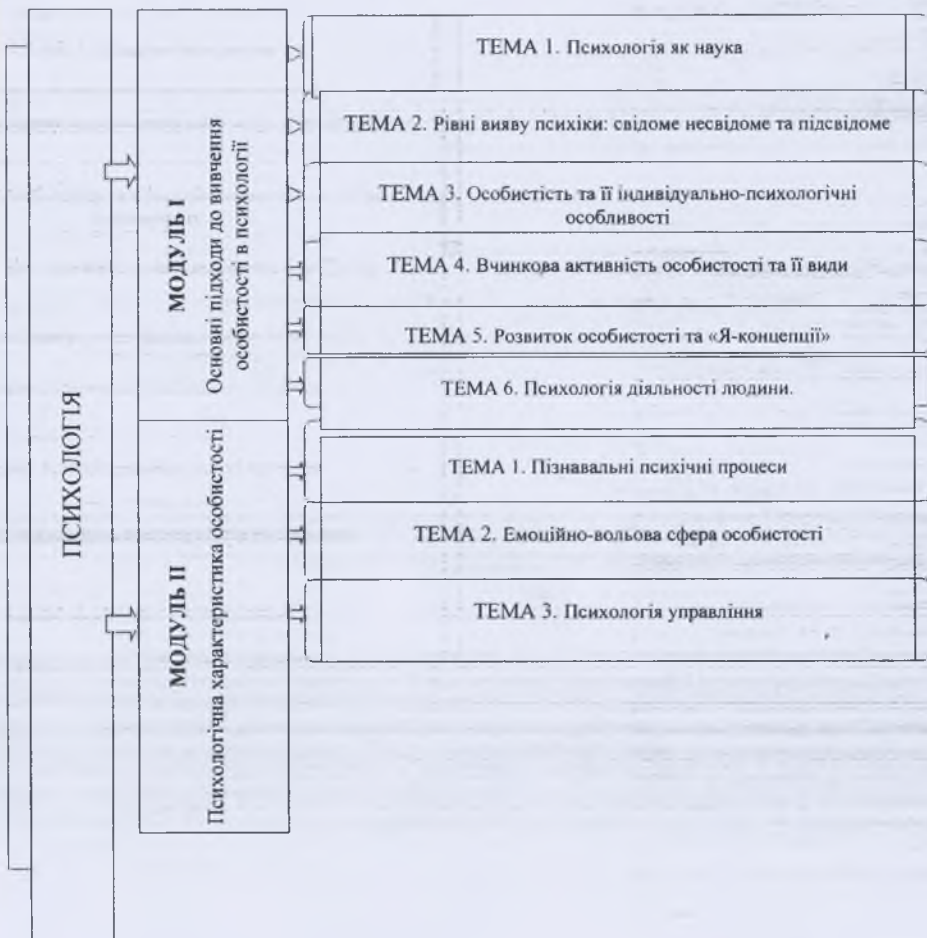 ПСИХОЛОГІЯ
МОДУЛЬ І
Основні підходи до вивчення
особистості в психології
ТЕМА 1. Психологія як наука
ТЕМА 2. Рівні вияву психіки: свідоме несвідоме та підсвідоме
ТЕМА 3. Особистість та її індивідуально-психологічні
особливості
ТЕМА 4. Вчинкова активність особистості та її види
ТЕМА 5. Розвиток особистості та «Я-концепції»
ТЕМА 6. Психологія діяльності людини.
МОДУЛЬ ІІ
Психологічна характеристика особистості
ТЕМА 1. Пізнавальні психічні процеси
ТЕМА 2. Емоційно-вольова сфера особистості
ТЕМА 3. Психологія управління